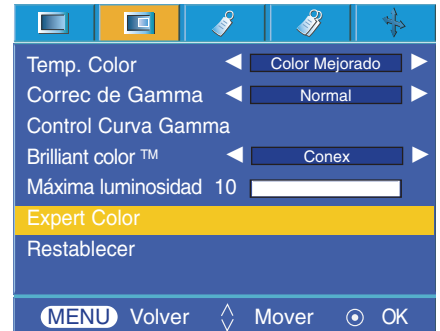 Temp. Color Color Mejorado
Correc de Gamma Normal
Control Curva Gamma
Brilliant color ™ Conex
Máxima luminosidad 10
Expert Color
Restablecer
MENU Volver Mover OK